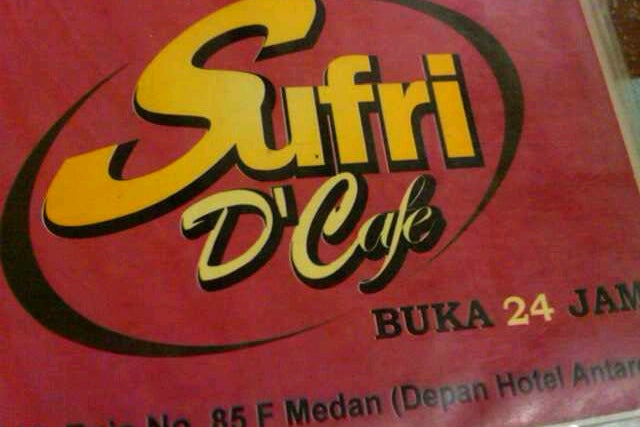 Sufri
D'Cafe
BUKA 24 JAM
No. 85 F Medan (Depan Hotel